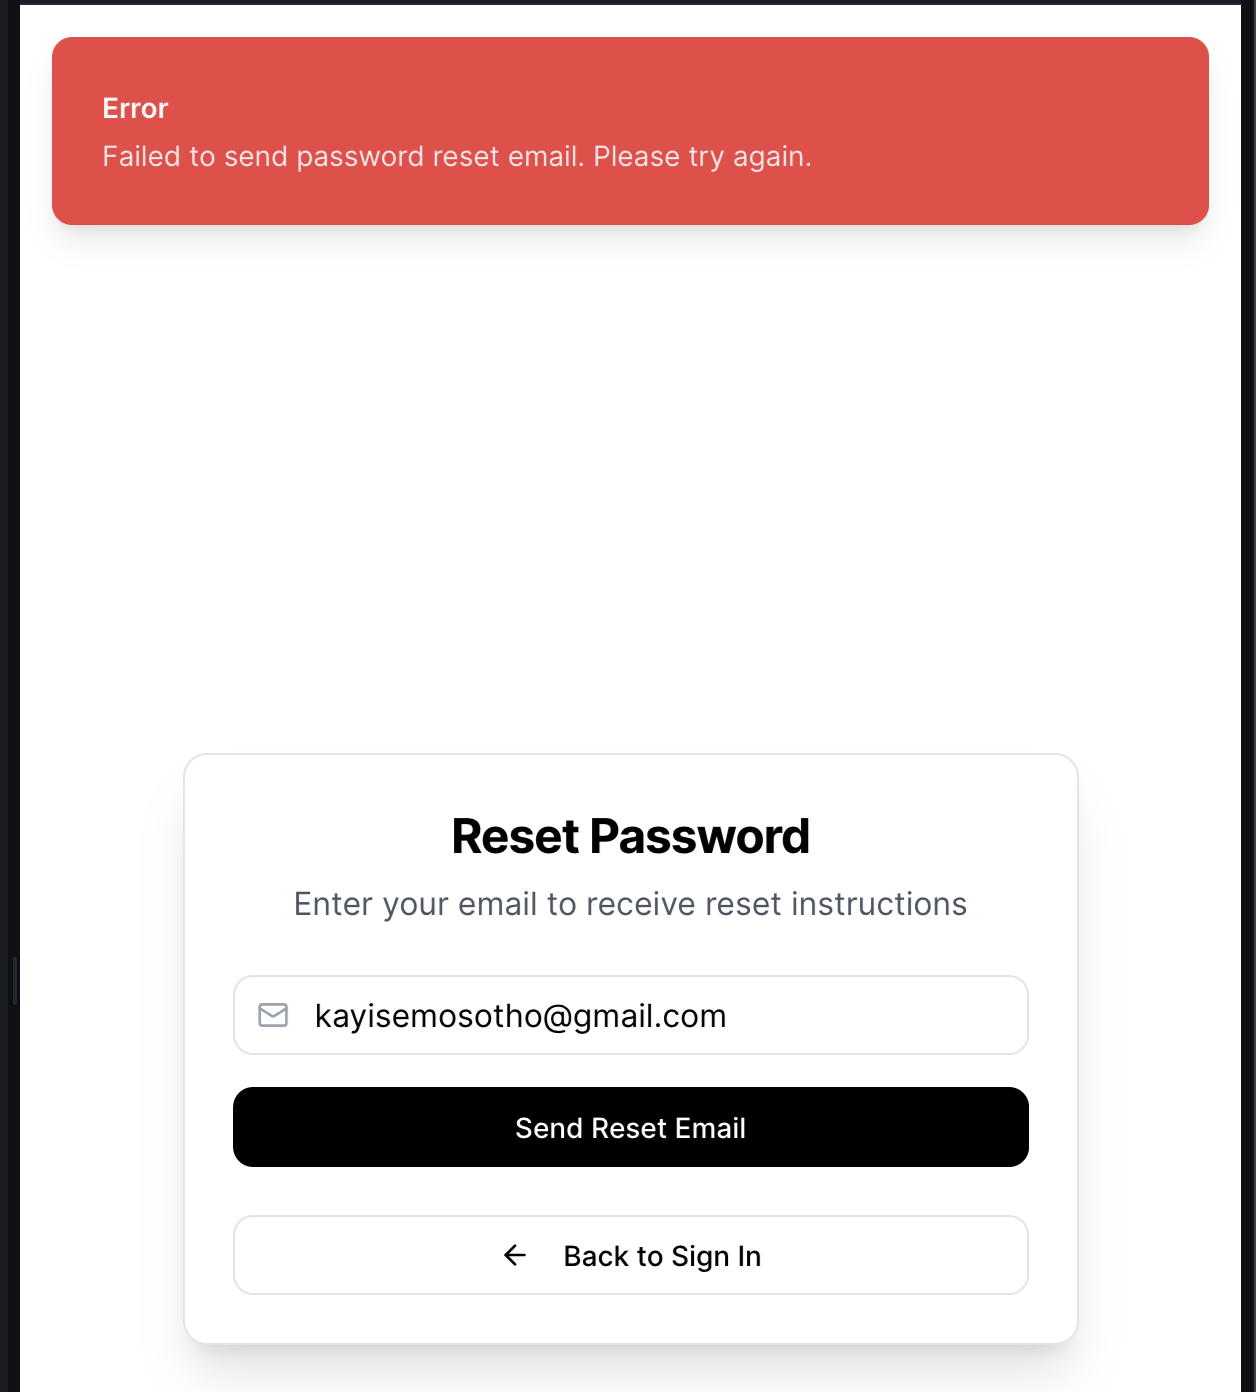 Error
Failed to send password reset email. Please try again.
Reset Password
Enter your email to receive reset instructions
kayisemosotho@gmail.com
Send Reset Email
Back to Sign In